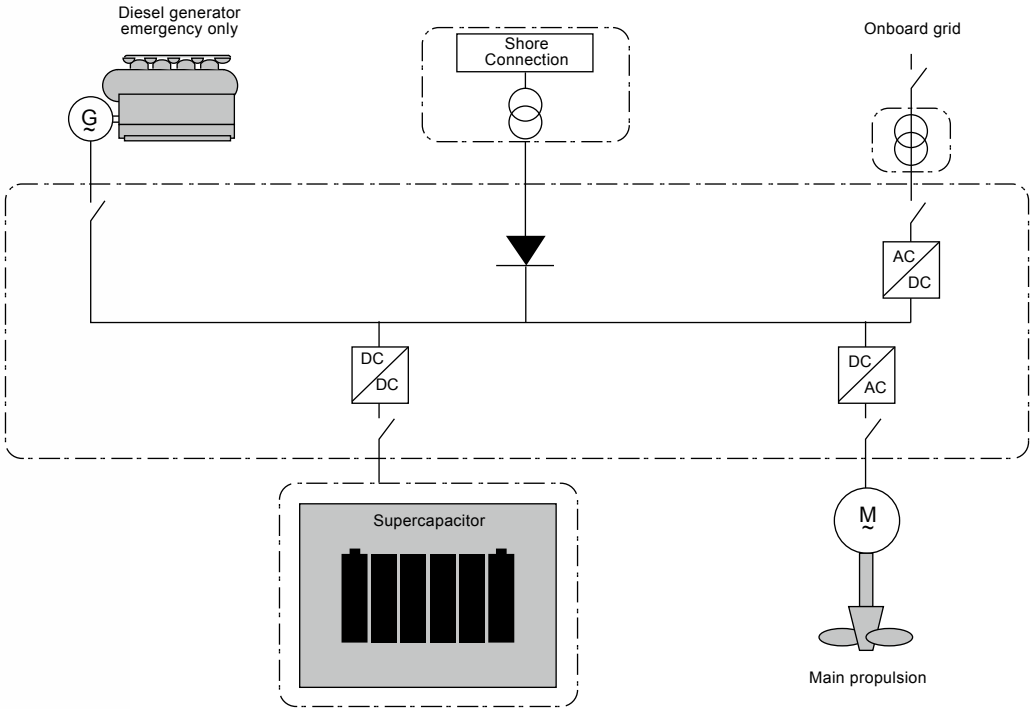 Diesel generator
emergency only
Shore
Connection
Onboard grid
G
~
AC
DC
DC
DC
DC
AC
Supercapacitor
M
~
Main propulsion